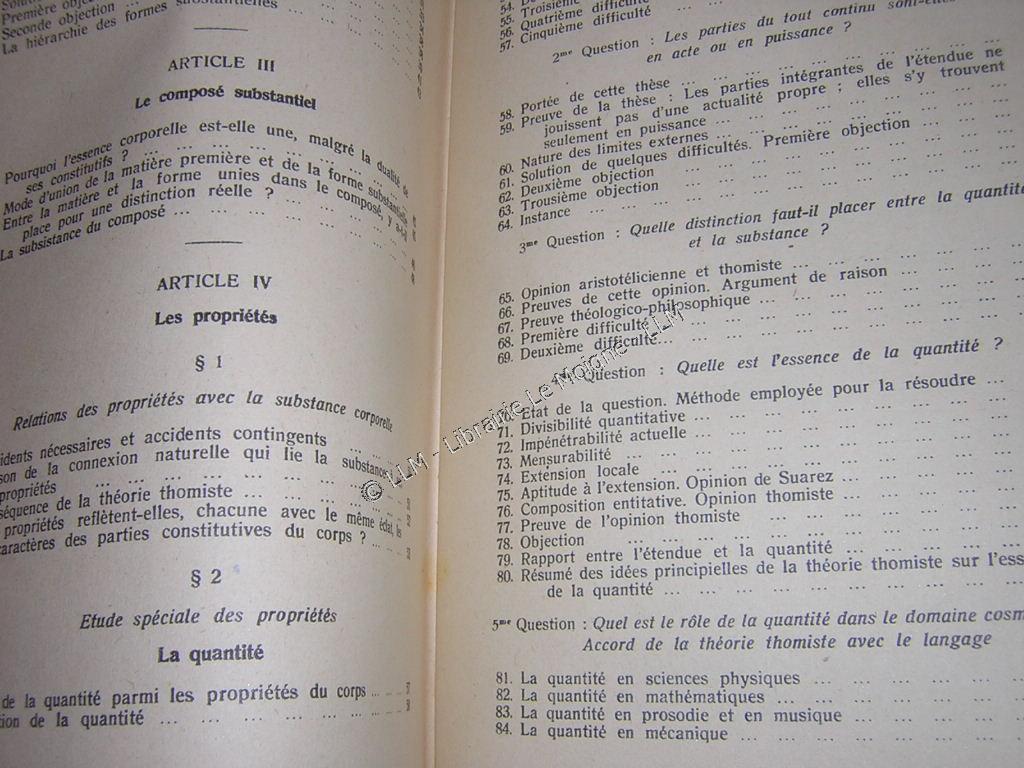 Première objection
Seconde objection ... ...
La hiérarchie des formes substantielles
ARTICLE III
Le composé substantiel
Pourquoi l'essence corporelle est-elle une, malgré la dualité de
ses constitutifs ? ... ... ... ...
Mode d'union de la matière première et de la forme substantielle
Entre la matière et la forme unies dans le composé, y a-t-il
place pour une distinction réelle ? ... ... ...
La subsistance du composé ... ... ... ... ...
ARTICLE IV
Les propriétés
§ 1
Relations des propriétés avec la substance corporelle
idents nécessaires et accidents contingents ... ...
son de la connexion naturelle qui lie la substance
propriétés ... ... ... ... ... ... ...
séquence de la théorie thomiste ... ... ... ...
propriétés reflètent-elles, chacune avec le même éclat, les
aractères des parties constitutives du corps ? ... ...
§ 2
Etude spéciale des propriétés
La quantité
de la quantité parmi les propriétés du corps ... ...
tion de la quantité ... ... ... ... ... ...
54.
55. Troisième
56. Quatrième difficulté
57. Cinquième difficulté ... ...
2me Question : Les parties du tout continu sont-elles
en acte ou en puissance ?
58. Portée de cette thèse ... ... ... ... ... ...
59. Preuve de la thèse : Les parties intégrantes de l'étendue ne
jouissent pas d'une actualité propre ; elles s'y trouvent
seulement en puissance ... ... ... ... ... ...
60. Nature des limites externes ... ... ... ... ...
61. Solution de quelques difficultés. Première objection ... ...
62. Deuxième objection ... ... ... ... ... ...
63. Trousième objection ... ... ... ... ... ...
64. Instance ... ... ... ... ... ... ... ...
3me Question : Quelle distinction faut-il placer entre la quantité
et la substance ?
65. Opinion aristotélicienne et thomiste ... ... ... ... ...
66. Preuves de cette opinion. Argument de raison ... ... ...
67. Preuve théologico-philosophique ... ... ... ... ...
68. Première difficulté ... ... ... ... ... ...
69. Deuxième difficulté... ... ... ... ... ... ...
Question : Quelle est l'essence de la quantité ?
70. Etat de la question. Méthode employée pour la résoudre ...
71. Divisibilité quantitative ... ... ... ... ... ...
72. Impénétrabilité actuelle ... ... ... ... ... ...
73. Mensurabilité ... ... ... ... ... ... ...
74. Extension locale ... ... ... ... ... ... ...
75. Aptitude à l'extension. Opinion de Suarez ... ... ... ...
76. Composition entitative. Opinion thomiste ... ... ... ...
77. Preuve de l'opinion thomiste ... ... ... ... ...
78. Objection ... ... ... ... ... ... ... ...
79. Rapport entre l'étendue et la quantité ... ... ... ...
80. Résumé des idées principielles de la théorie thomiste sur l'ess
de la quantité ... ... ... ... ... ... ...
5me Question : Quel est le rôle de la quantité dans le domaine cosm
Accord de la théorie thomiste avec le langage
81. La quantité en sciences physiques ... ... ... ...
82. La quantité en mathématiques ... ... ... ... ...
83. La quantité en prosodie et en musique ... ... ... ...
84. La quantité en mécanique ... ... ... ... ... ...
© LLM - Librairie Le Moigne - LLM